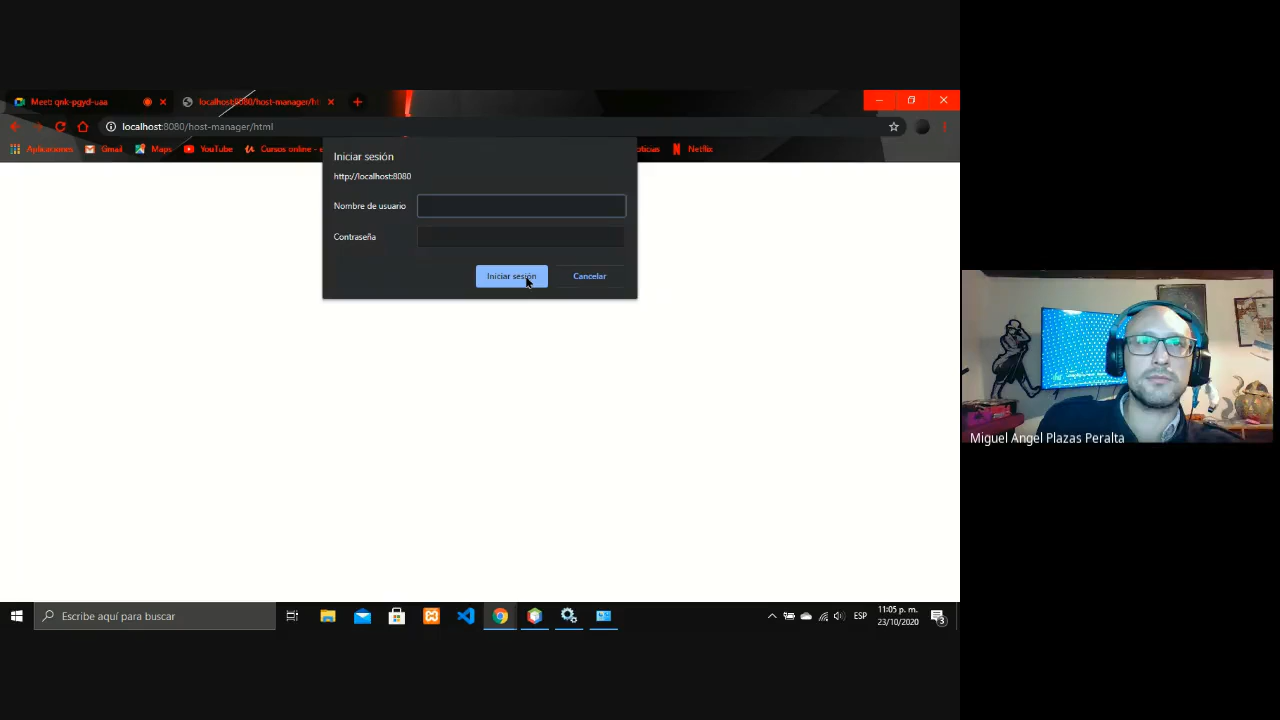 Meet: qnk-pgyd-uaa
localhost:8080/host-manager/ht
localhost:8080/host-manager/html
Aplicaciones
Gmail
Maps
YouTube
Cursos online - e
oticias
Netflix
Iniciar sesión
http://localhost:8080
Nombre de usuario
Contraseña
Iniciar sesión
Cancelar
Miguel Angel Plazas Peralta
Escribe aquí para buscar
ESP
11:05 p. m.
23/10/2020
3